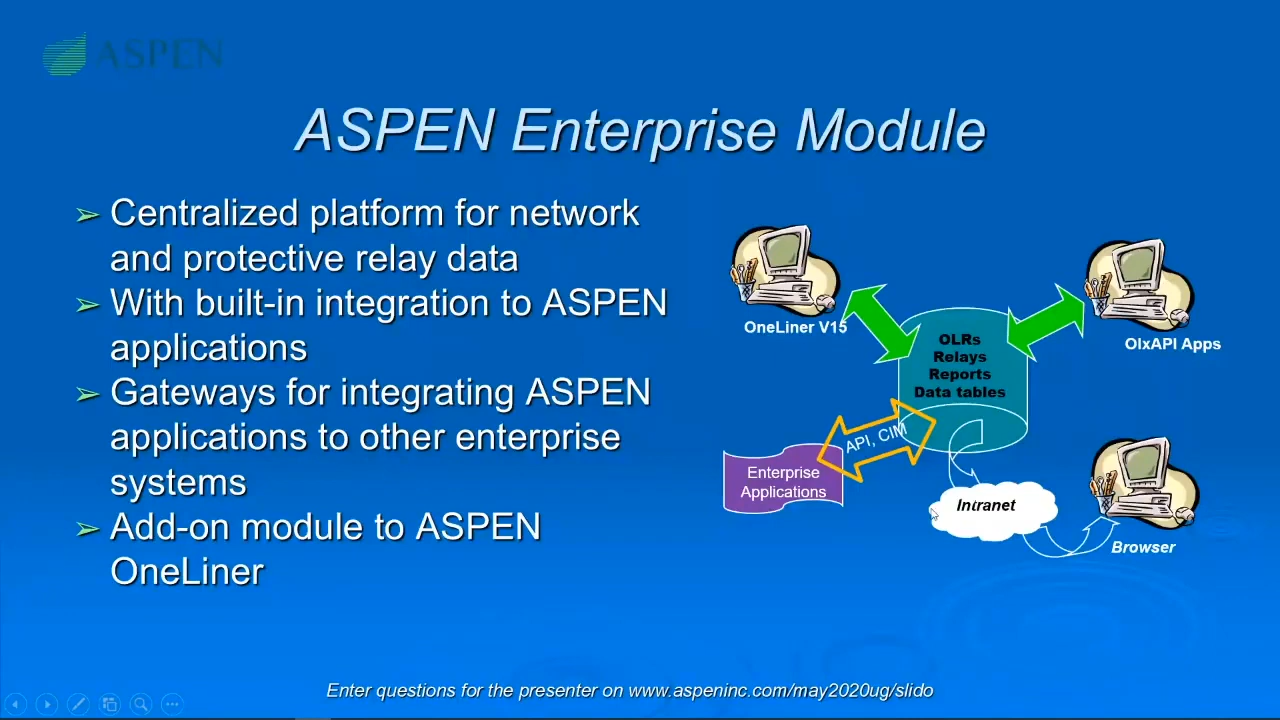 ASPEN
ASPEN Enterprise Module
➢ Centralized platform for network
and protective relay data
➢ With built-in integration to ASPEN
applications
➢ Gateways for integrating ASPEN
applications to other enterprise
systems
➢ Add-on module to ASPEN
OneLiner
OneLiner V15
OlxAPI Apps
OLRs
Relays
Reports
Data tables
API, CIM
Enterprise
Applications
Intranet
Browser
Enter questions for the presenter on www.aspeninc.com/may2020ug/slido